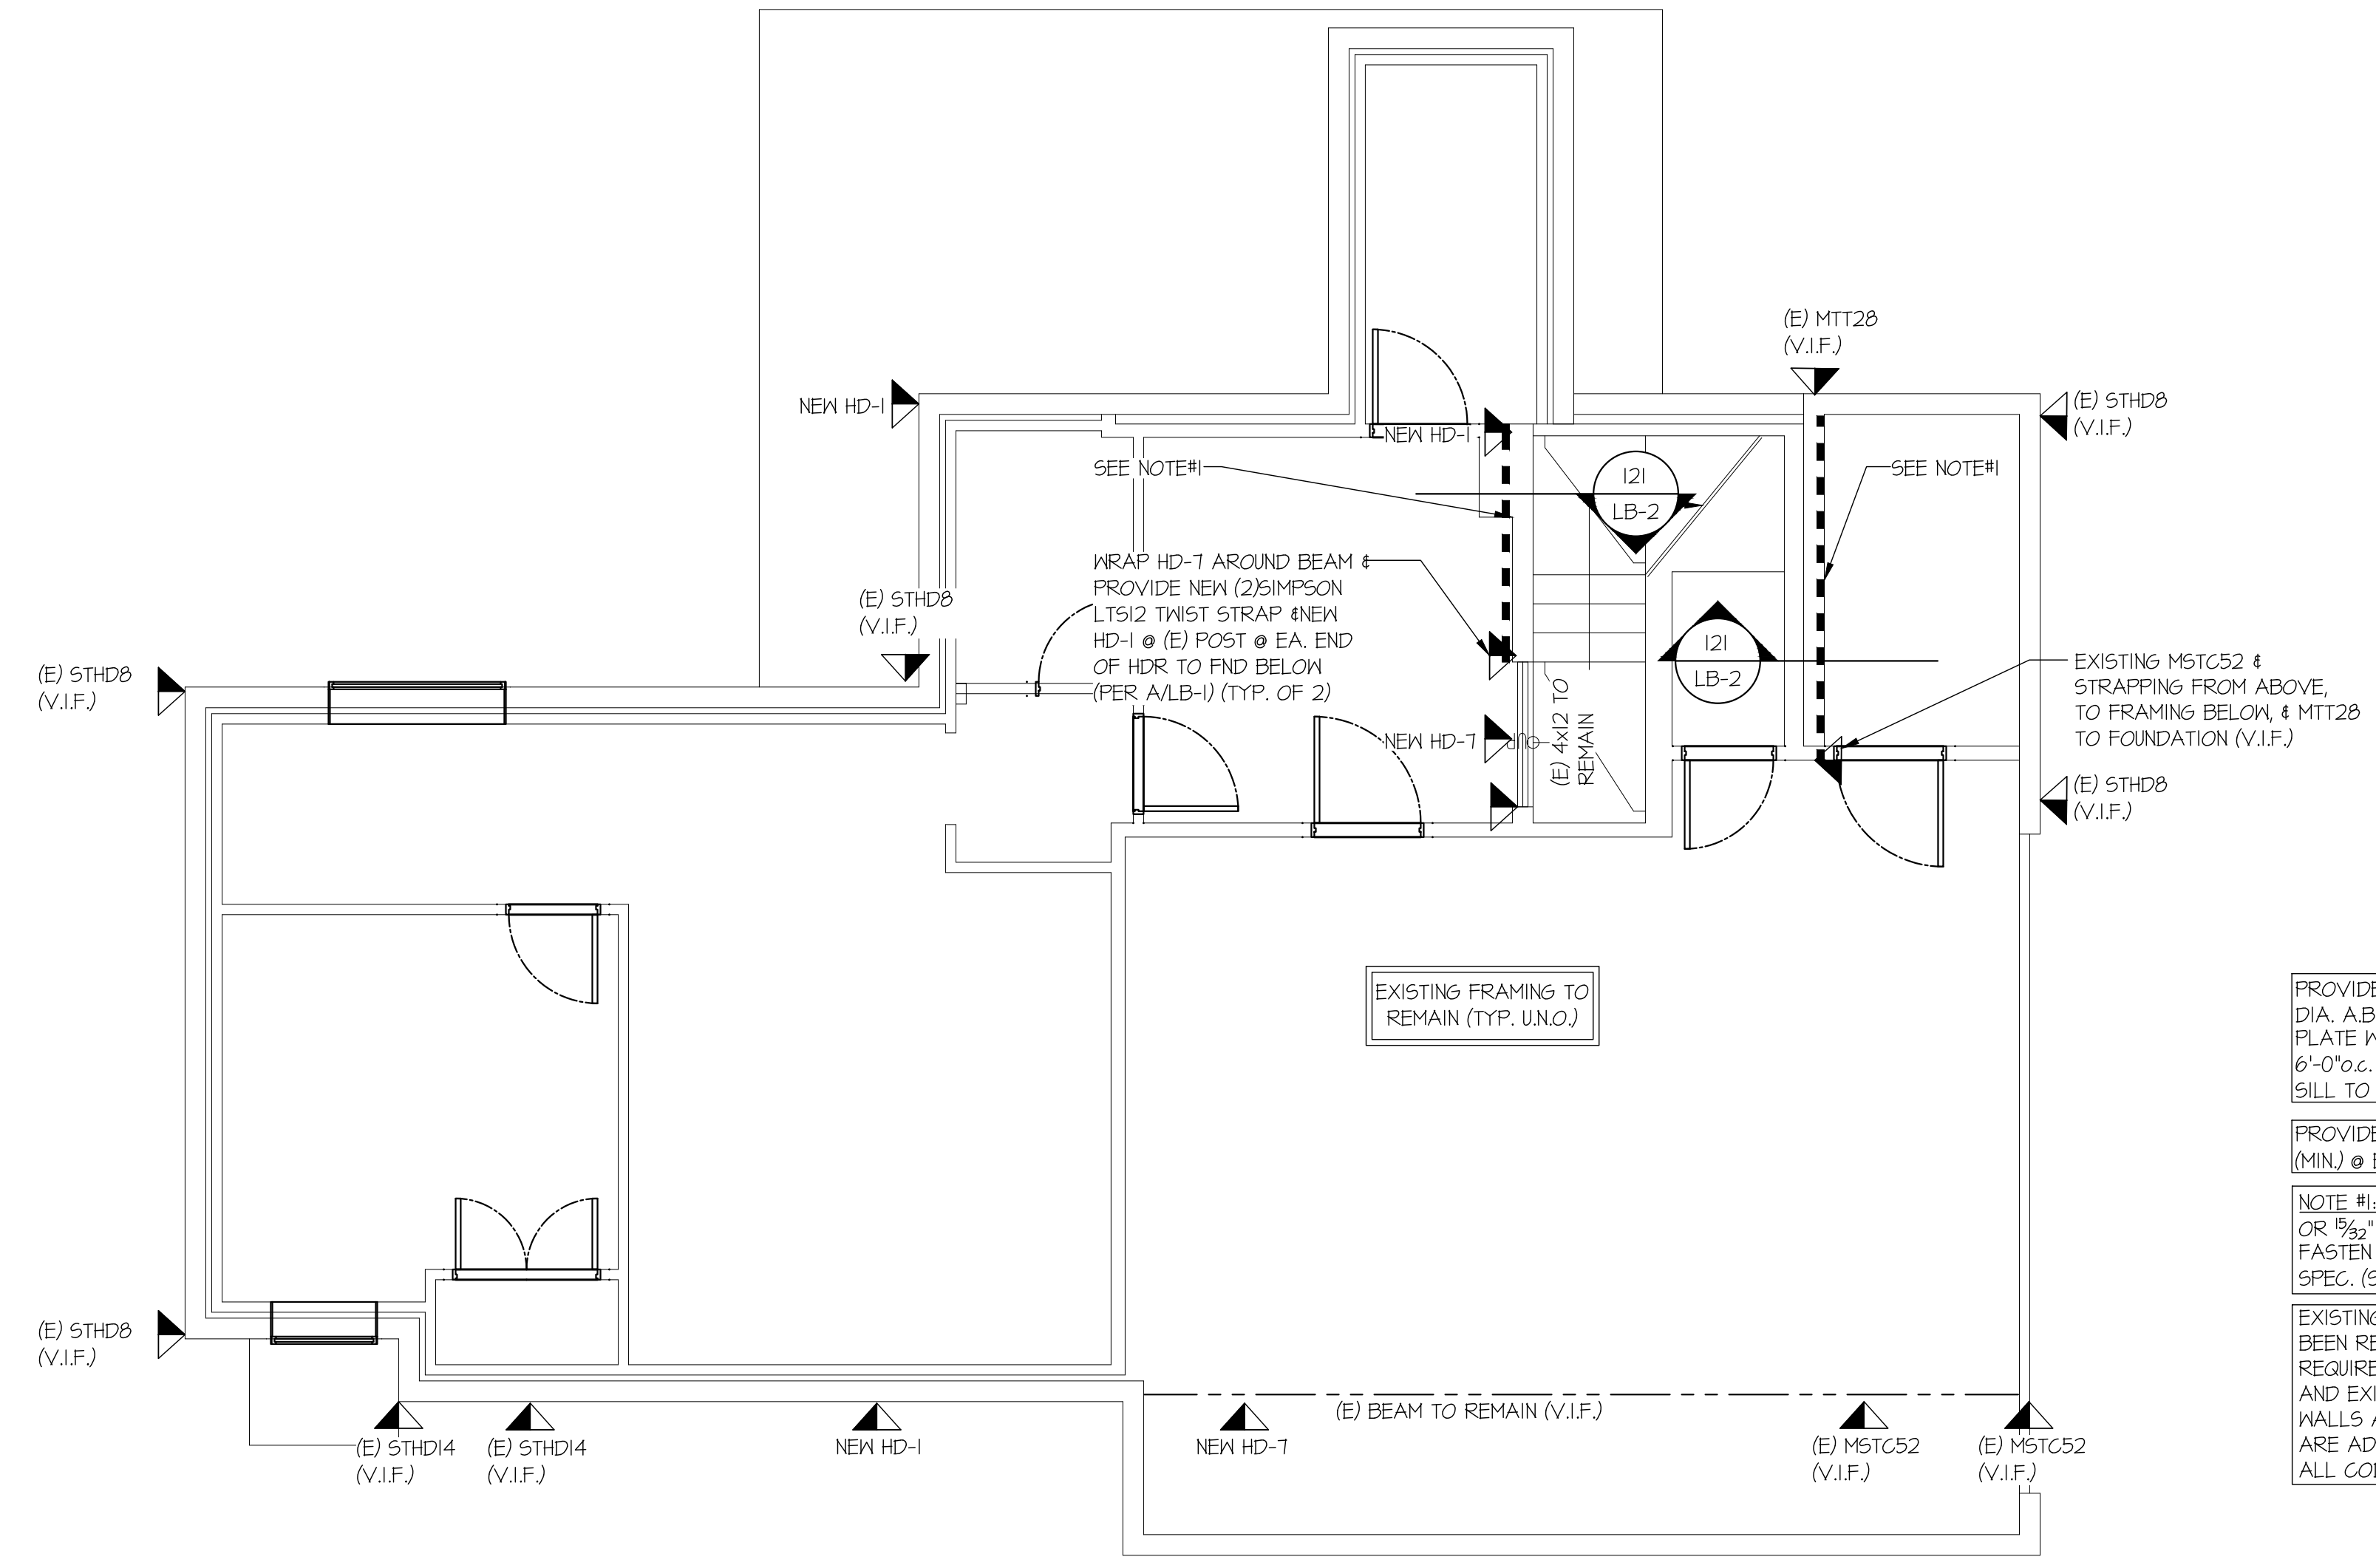 (E) MTT28
(V.I.F.)
NEW HD-1
(E) STHD8
(V.I.F.)
NEW HD-1
SEE NOTE#1
121
LB-2
SEE NOTE#1
WRAP HD-7 AROUND BEAM &
PROVIDE NEW (2)SIMPSON
LTS12 TWIST STRAP &NEW
HD-1 @ (E) POST @ EA. END
OF HDR TO FND BELOW
(PER A/LB-1) (TYP. OF 2)
(E) STHD8
(V.I.F.)
121
LB-2
(E) STHD8
(V.I.F.)
EXISTING MSTC52 &
STRAPPING FROM ABOVE,
TO FRAMING BELOW, & MTT28
TO FOUNDATION (V.I.F.)
NEW HD-7
UP
(E) 4x12 TO
REMAIN
(E) STHD8
(V.I.F.)
EXISTING FRAMING TO
REMAIN (TYP. U.N.O.)
PROVIDE
DIA. A.B
PLATE W
6'-0"o.c.
SILL TO
PROVIDE
(MIN.) @
NOTE #1:
OR 15/32"
FASTEN
SPEC. (S
EXISTING
BEEN RE
REQUIRE
AND EXI
WALLS A
ARE AD
ALL CO
(E) STHD8
(V.I.F.)
(E) BEAM TO REMAIN (V.I.F.)
(E) STHD14
(V.I.F.)
(E) STHD14
(V.I.F.)
NEW HD-1
NEW HD-7
(E) MSTC52
(V.I.F.)
(E) MSTC52
(V.I.F.)